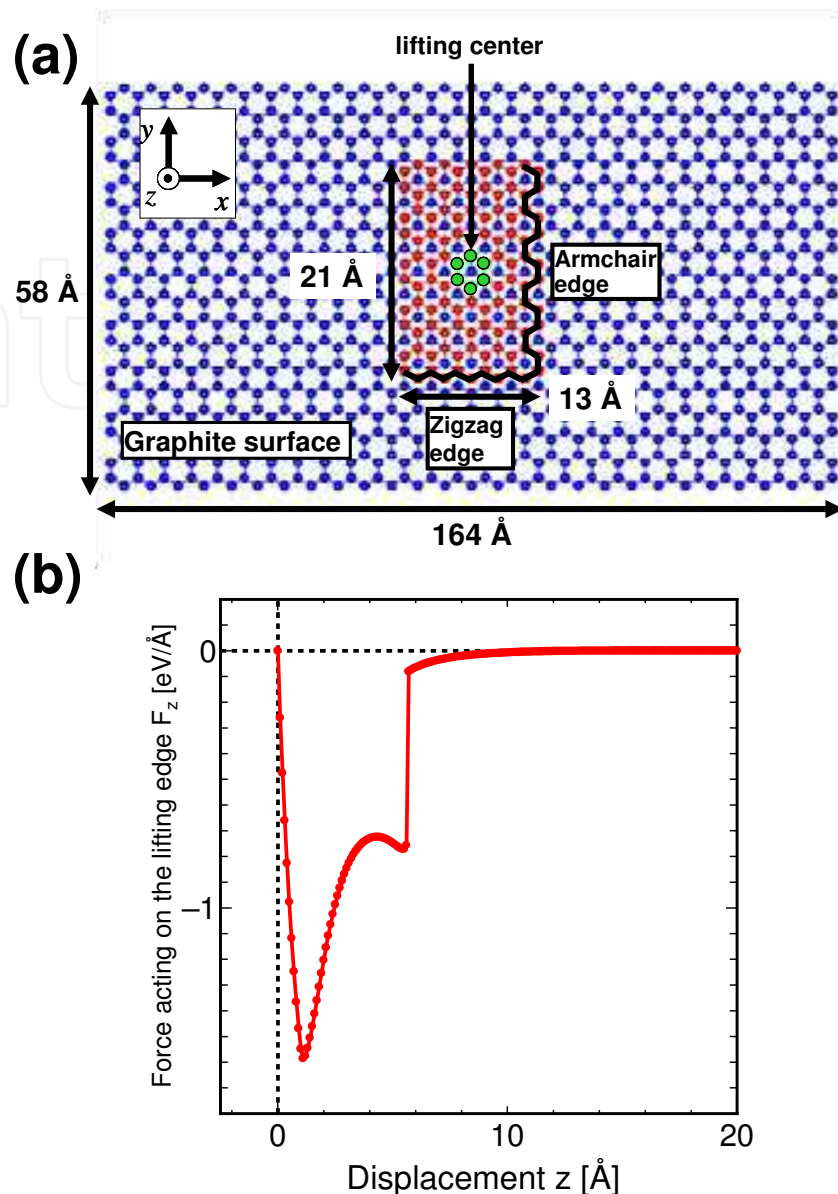 (a)
lifting center
y
z
x
21 Å
Armchair
edge
58 Å
13 Å
Zigzag
edge
Graphite surface
164 Å
(b)
Force acting on the lifting edge F_z [eV/Å]
0
−1
0
10
20
Displacement z [Å]